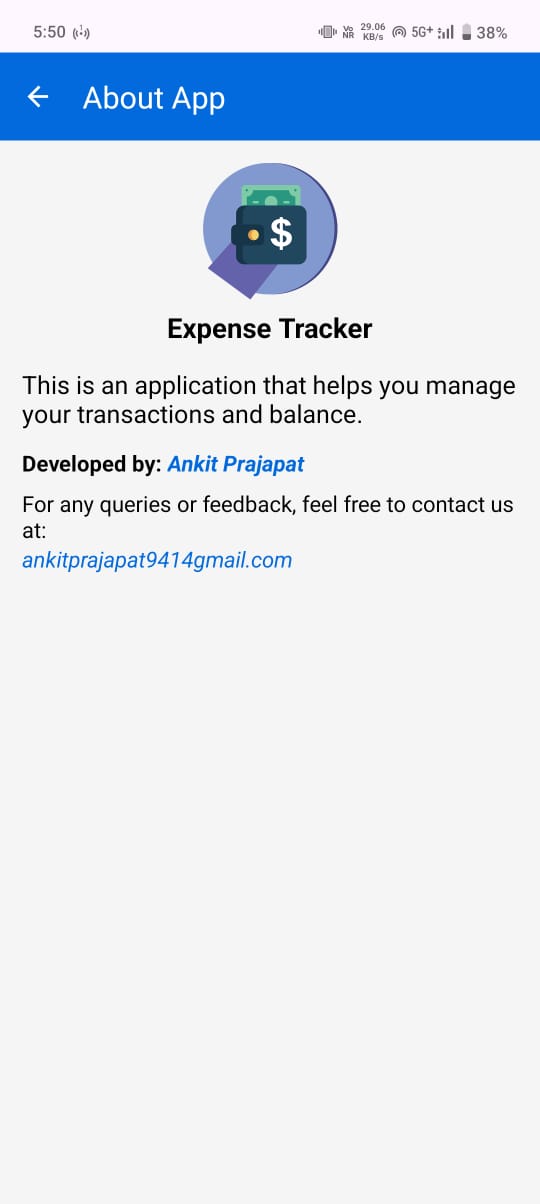 5:50
Vo
NR
29.06
KB/s
5G+
38%
About App
$
Expense Tracker
This is an application that helps you manage
your transactions and balance.
Developed by: Ankit Prajapat
For any queries or feedback, feel free to contact us
at:
ankitprajapat9414gmail.com